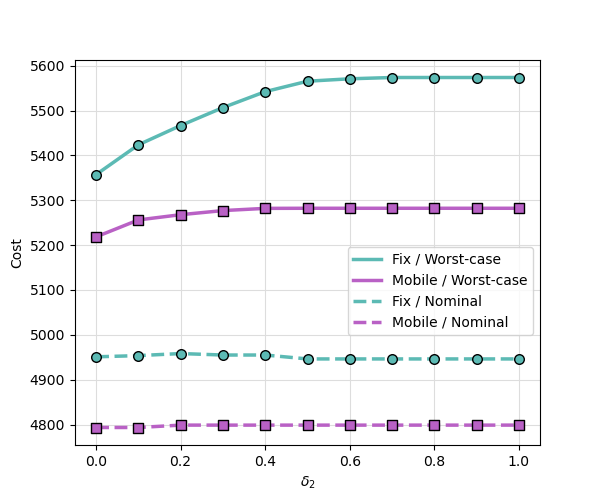 5600
5500
5400
5300
5200
5100
5000
4900
4800
Cost
Fix / Worst-case
Mobile / Worst-case
Fix / Nominal
Mobile / Nominal
0.0 0.2 0.4 0.6 0.8 1.0
δ₂